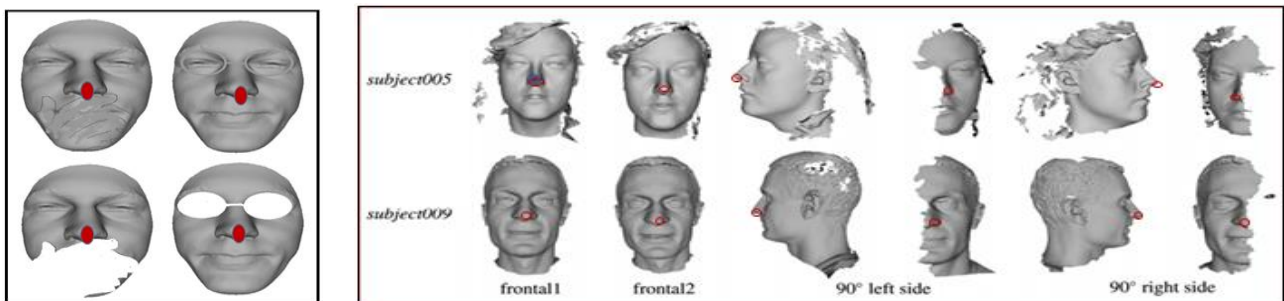 subject005
subject009
frontal1 frontal2 90° left side 90° right side